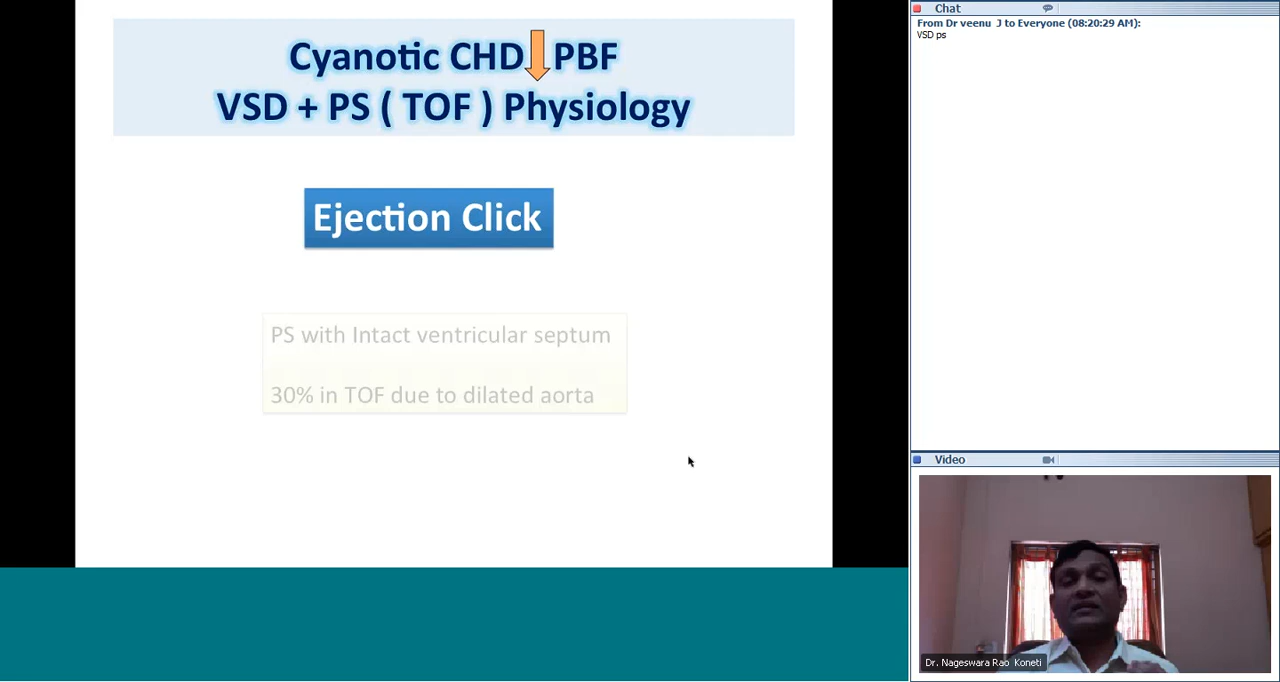 Cyanotic CHD PBF
VSD + PS ( TOF ) Physiology
Ejection Click
PS with Intact ventricular septum
30% in TOF due to dilated aorta
Chat
From Dr veenu J to Everyone (08:20:29 AM):
VSD ps
Video
Dr. Nageswara Rao Koneti